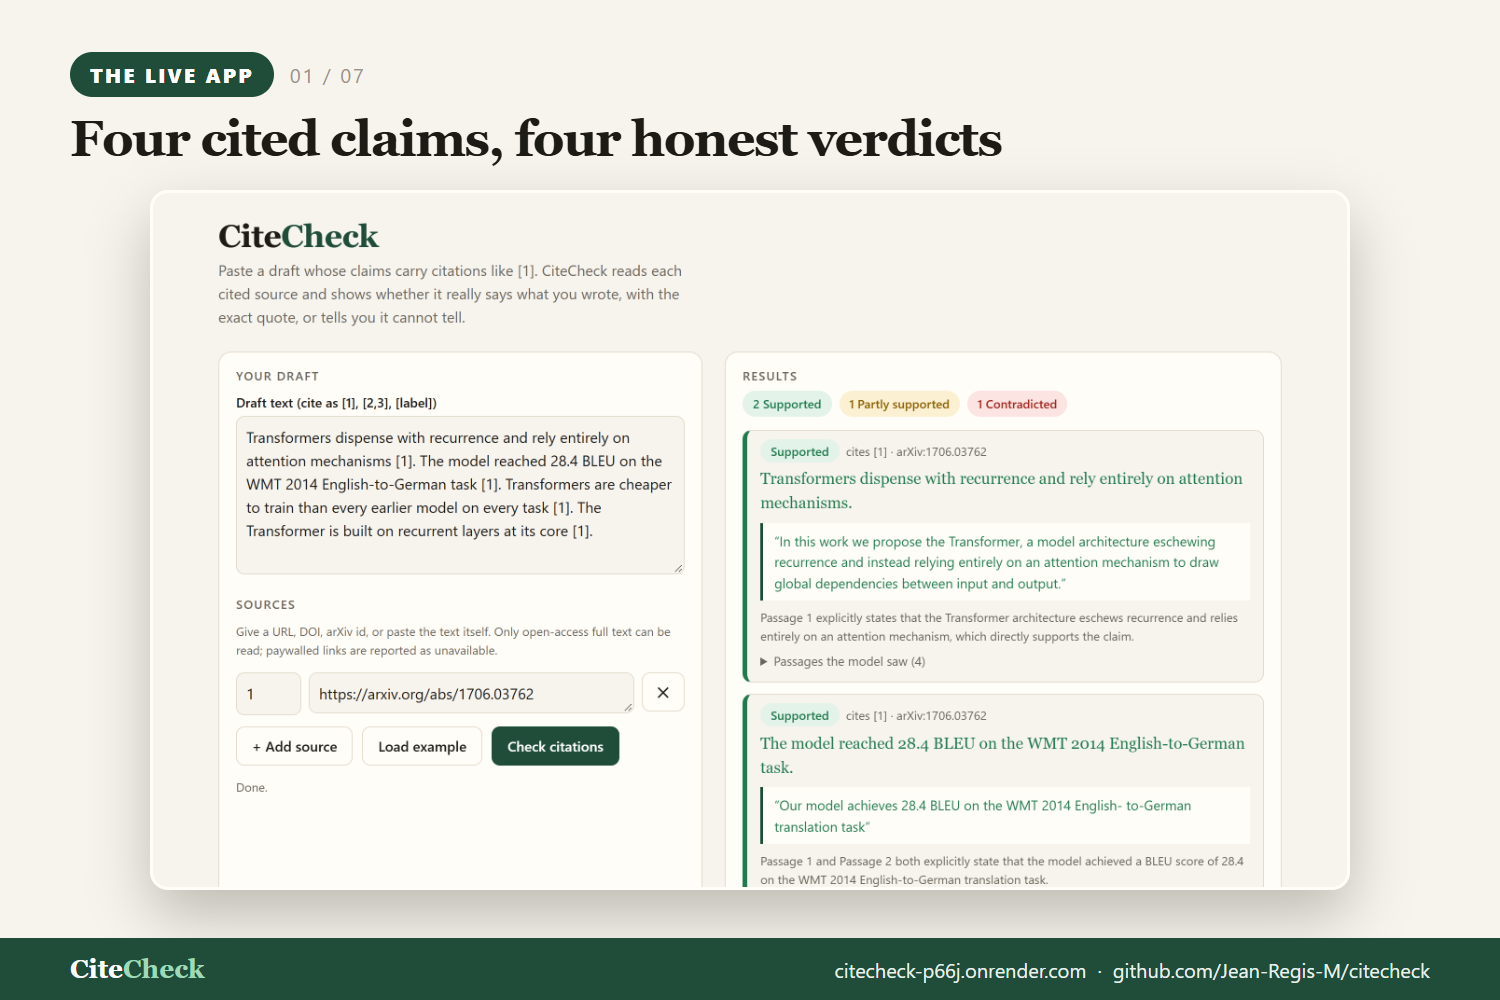 THE LIVE APP 01 / 07
Four cited claims, four honest verdicts
CiteCheck
Paste a draft whose claims carry citations like [1]. CiteCheck reads each
cited source and shows whether it really says what you wrote, with the
exact quote, or tells you it cannot tell.
YOUR DRAFT
Draft text (cite as [1], [2,3], [label])
Transformers dispense with recurrence and rely entirely on
attention mechanisms [1]. The model reached 28.4 BLEU on the
WMT 2014 English-to-German task [1]. Transformers are cheaper
to train than every earlier model on every task [1]. The
Transformer is built on recurrent layers at its core [1].
SOURCES
Give a URL, DOI, arXiv id, or paste the text itself. Only open-access full text can be
read; paywalled links are reported as unavailable.
1 https://arxiv.org/abs/1706.03762 ✕
+ Add source Load example Check citations
Done.
RESULTS
2 Supported 1 Partly supported 1 Contradicted
Supported cites [1] · arXiv:1706.03762
Transformers dispense with recurrence and rely entirely on attention
mechanisms.
“In this work we propose the Transformer, a model architecture eschewing
recurrence and instead relying entirely on an attention mechanism to draw
global dependencies between input and output.”
Passage 1 explicitly states that the Transformer architecture eschews recurrence and relies
entirely on an attention mechanism, which directly supports the claim.
▶ Passages the model saw (4)
Supported cites [1] · arXiv:1706.03762
The model reached 28.4 BLEU on the WMT 2014 English-to-German
task.
“Our model achieves 28.4 BLEU on the WMT 2014 English- to-German
translation task”
Passage 1 and Passage 2 both explicitly state that the model achieved a BLEU score of 28.4
on the WMT 2014 English-to-German translation task.
CiteCheck
citecheck-p66j.onrender.com · github.com/Jean-Regis-M/citecheck